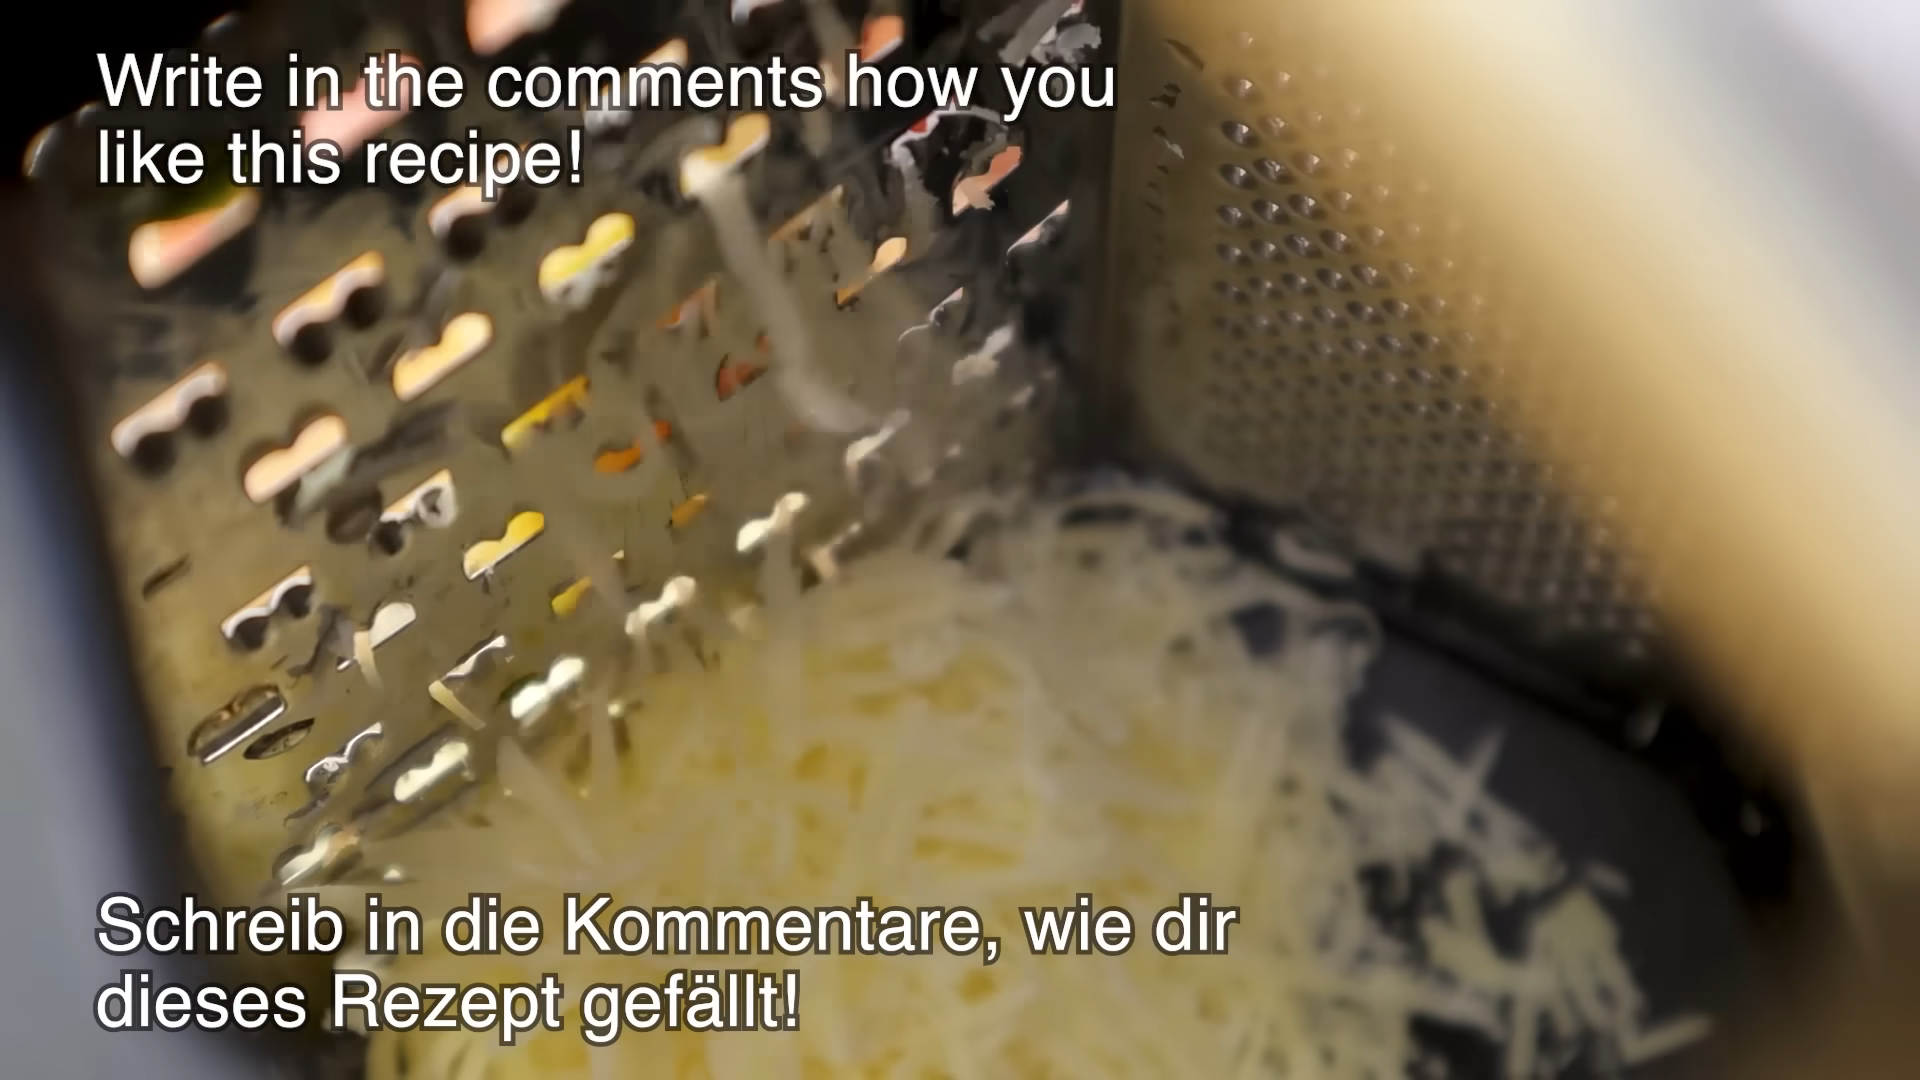 Write in the comments how you
like this recipe!
Schreib in die Kommentare, wie dir
dieses Rezept gefällt!